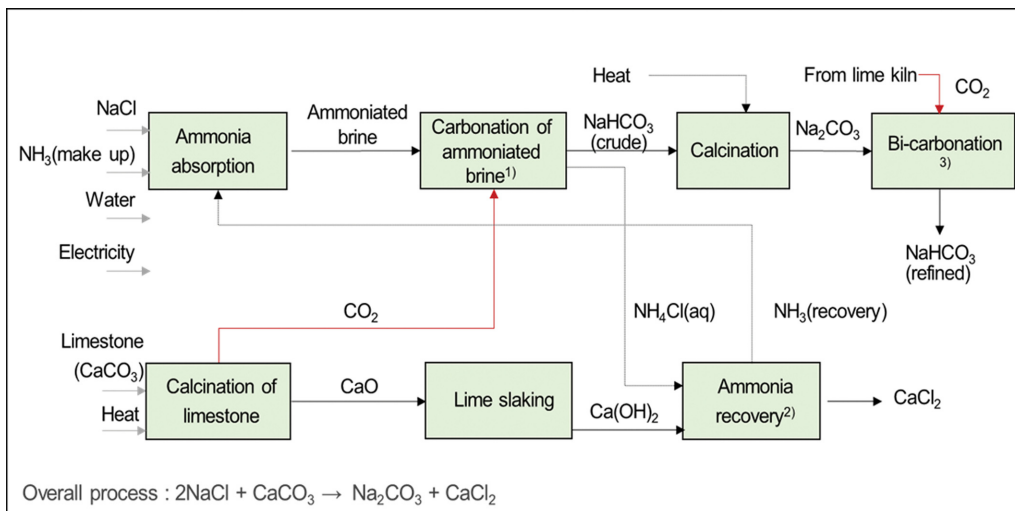 NaCl
NH₃(make up)
Water
Electricity
Ammonia
absorption
Ammoniated
brine
Carbonation of
ammoniated
brine¹⁾
NaHCO₃
(crude)
Heat
Calcination
Na₂CO₃
From lime kiln
CO₂
Bi-carbonation
³⁾
NaHCO₃
(refined)
CO₂
NH₄Cl(aq)
NH₃(recovery)
Limestone
(CaCO₃)
Heat
Calcination of
limestone
CaO
Lime slaking
Ca(OH)₂
Ammonia
recovery²⁾
CaCl₂
Overall process : 2NaCl + CaCO₃ → Na₂CO₃ + CaCl₂